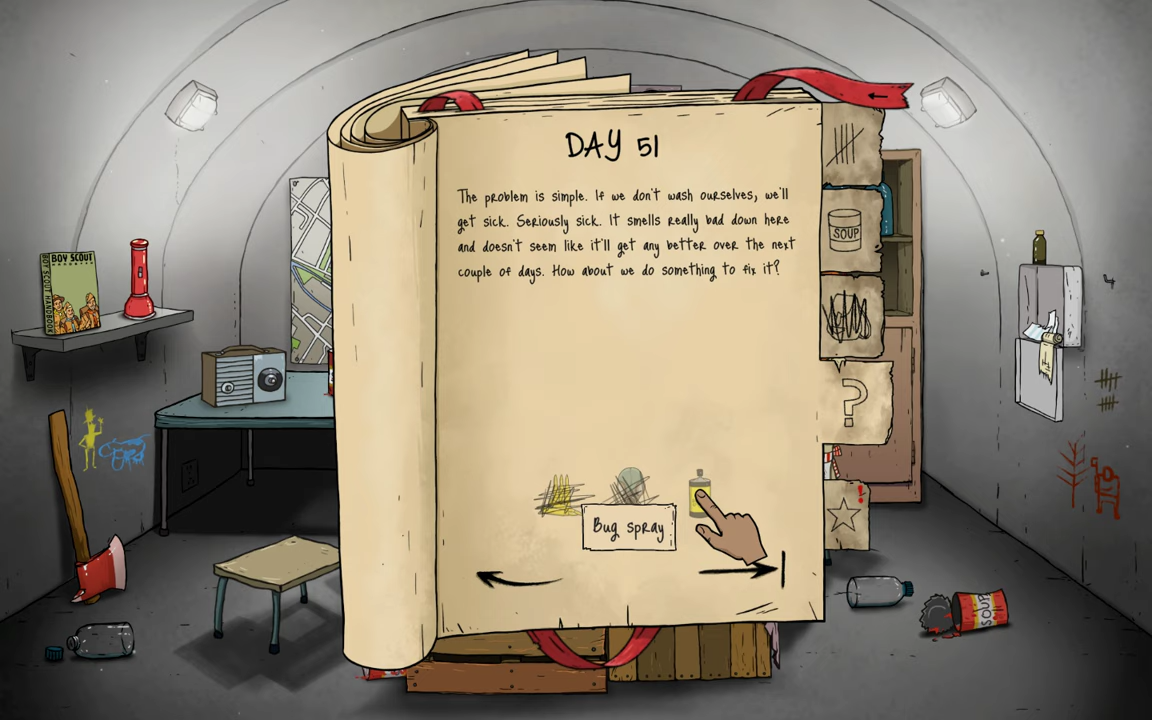 DAY 51
The problem is simple. If we don't wash ourselves, we'll
get sick. Seriously sick. It smells really bad down here
and doesn't seem like it'll get any better over the next
couple of days. How about we do something to fix it?
Bug spray
SOUP
?
!
BOY SCOUT
BOY SCOUT HANDBOOK
SOUP